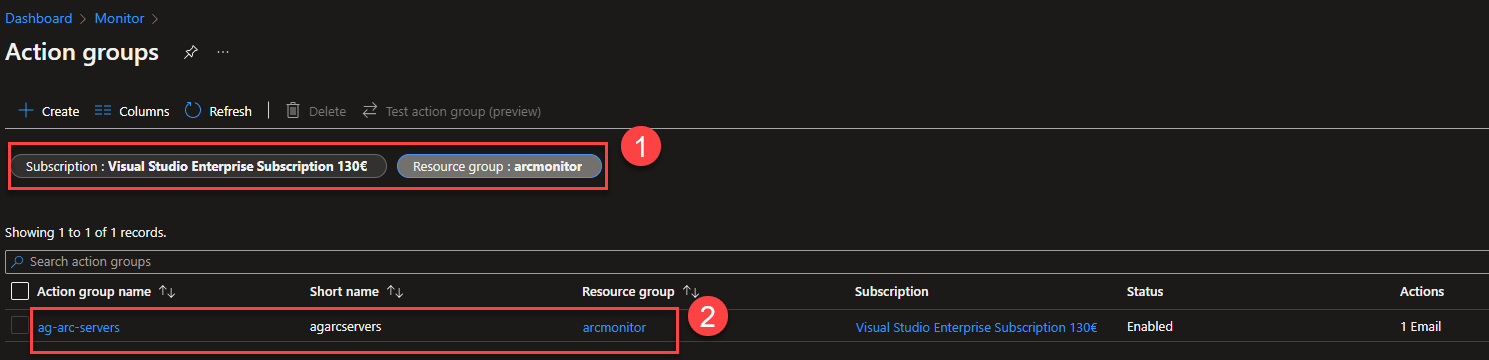 Dashboard > Monitor >
Action groups ...
+ Create Columns Refresh | Delete Test action group (preview)
1
Subscription : Visual Studio Enterprise Subscription 130€ Resource group : arcmonitor
Showing 1 to 1 of 1 records.
Search action groups
Action group name ↑↓ Short name ↑↓ Resource group ↑↓ Subscription Status Actions
2
ag-arc-servers agarcservers arcmonitor Visual Studio Enterprise Subscription 130€ Enabled 1 Email